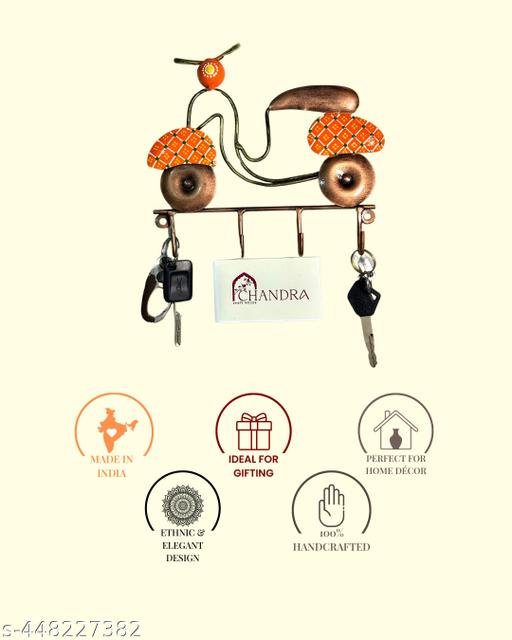 CHANDRA
MADE IN
INDIA
IDEAL FOR
GIFTING
PERFECT FOR
HOME DÉCOR
ETHNIC &
ELEGANT
DESIGN
100%
HANDCRAFTED
s-448227382